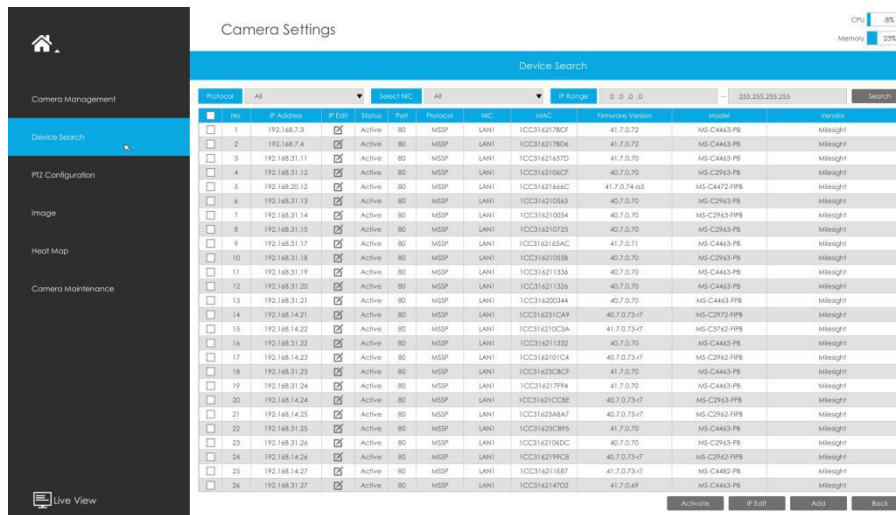 Camera Settings
CPU 8%
Memory 23%
Device Search
Camera Management
Device Search
PTZ Configuration
Image
Heat Map
Camera Maintenance
Live View
Protocol All Select NIC All IP Range 0 .0 .0 .0 – 255.255.255.255 Search
No. IP Address IP Edit Status Port Protocol NIC MAC Firmware Version Model Vendor
1 192.168.7.3 Active 80 MSSP LAN1 1CC316217BCF 41.7.0.72 MS-C4463-PB Milesight
2 192.168.7.4 Active 80 MSSP LAN1 1CC316217BD6 41.7.0.72 MS-C4463-PB Milesight
3 192.168.31.11 Active 80 MSSP LAN1 1CC31621657D 41.7.0.70 MS-C4463-PB Milesight
4 192.168.31.12 Active 80 MSSP LAN1 1CC3162106CF 40.7.0.70 MS-C2963-PB Milesight
5 192.168.20.12 Active 80 MSSP LAN1 1CC31621666C 41.7.0.74-a5 MS-C4472-FIPB Milesight
6 192.168.31.13 Active 80 MSSP LAN1 1CC316210565 40.7.0.70 MS-C2963-PB Milesight
7 192.168.31.14 Active 80 MSSP LAN1 1CC316210054 40.7.0.70 MS-C2963-FIPB Milesight
8 192.168.31.15 Active 80 MSSP LAN1 1CC316210725 40.7.0.70 MS-C2963-PB Milesight
9 192.168.31.17 Active 80 MSSP LAN1 1CC3162165AC 41.7.0.71 MS-C4463-PB Milesight
10 192.168.31.18 Active 80 MSSP LAN1 1CC316210558 40.7.0.70 MS-C2963-PB Milesight
11 192.168.31.19 Active 80 MSSP LAN1 1CC316211336 40.7.0.70 MS-C4463-PB Milesight
12 192.168.31.20 Active 80 MSSP LAN1 1CC316211326 40.7.0.70 MS-C4463-PB Milesight
13 192.168.31.21 Active 80 MSSP LAN1 1CC316200344 40.7.0.70 MS-C4463-FPB Milesight
14 192.168.14.21 Active 80 MSSP LAN1 1CC316231CA9 40.7.0.73-r7 MS-C2972-FIPB Milesight
15 192.168.14.22 Active 80 MSSP LAN1 1CC316210C3A 41.7.0.73-r7 MS-C3762-FIPB Milesight
16 192.168.31.22 Active 80 MSSP LAN1 1CC316211332 40.7.0.70 MS-C4463-PB Milesight
17 192.168.14.23 Active 80 MSSP LAN1 1CC3162101C4 40.7.0.73-r7 MS-C2962-FIPB Milesight
18 192.168.31.23 Active 80 MSSP LAN1 1CC31623CBCF 41.7.0.70 MS-C4463-PB Milesight
19 192.168.31.24 Active 80 MSSP LAN1 1CC316217F94 41.7.0.70 MS-C4463-PB Milesight
20 192.168.14.24 Active 80 MSSP LAN1 1CC31621CCBE 40.7.0.73-r7 MS-C2963-FPB Milesight
21 192.168.14.25 Active 80 MSSP LAN1 1CC31623A8A7 40.7.0.73-r7 MS-C2962-FIPB Milesight
22 192.168.31.25 Active 80 MSSP LAN1 1CC31623C895 41.7.0.70 MS-C4463-PB Milesight
23 192.168.31.26 Active 80 MSSP LAN1 1CC3162106DC 40.7.0.70 MS-C2963-PB Milesight
24 192.168.14.26 Active 80 MSSP LAN1 1CC3162199C8 40.7.0.73-r7 MS-C2962-FIPB Milesight
25 192.168.14.27 Active 80 MSSP LAN1 1CC316211E87 41.7.0.73-r7 MS-C4482-PB Milesight
26 192.168.31.27 Active 80 MSSP LAN1 1CC3162147D2 41.7.0.69 MS-C4463-PB Milesight
Activate IP Edit Add Back